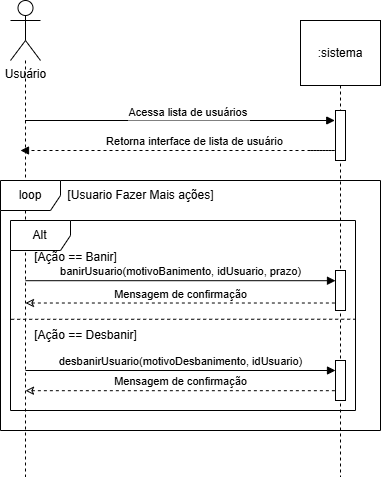 Usuário
:sistema
Acessa lista de usuários
Retorna interface de lista de usuário
loop
[Usuario Fazer Mais ações]
Alt
[Ação == Banir]
banirUsuario(motivoBanimento, idUsuario, prazo)
Mensagem de confirmação
[Ação == Desbanir]
desbanirUsuario(motivoDesbanimento, idUsuario)
Mensagem de confirmação